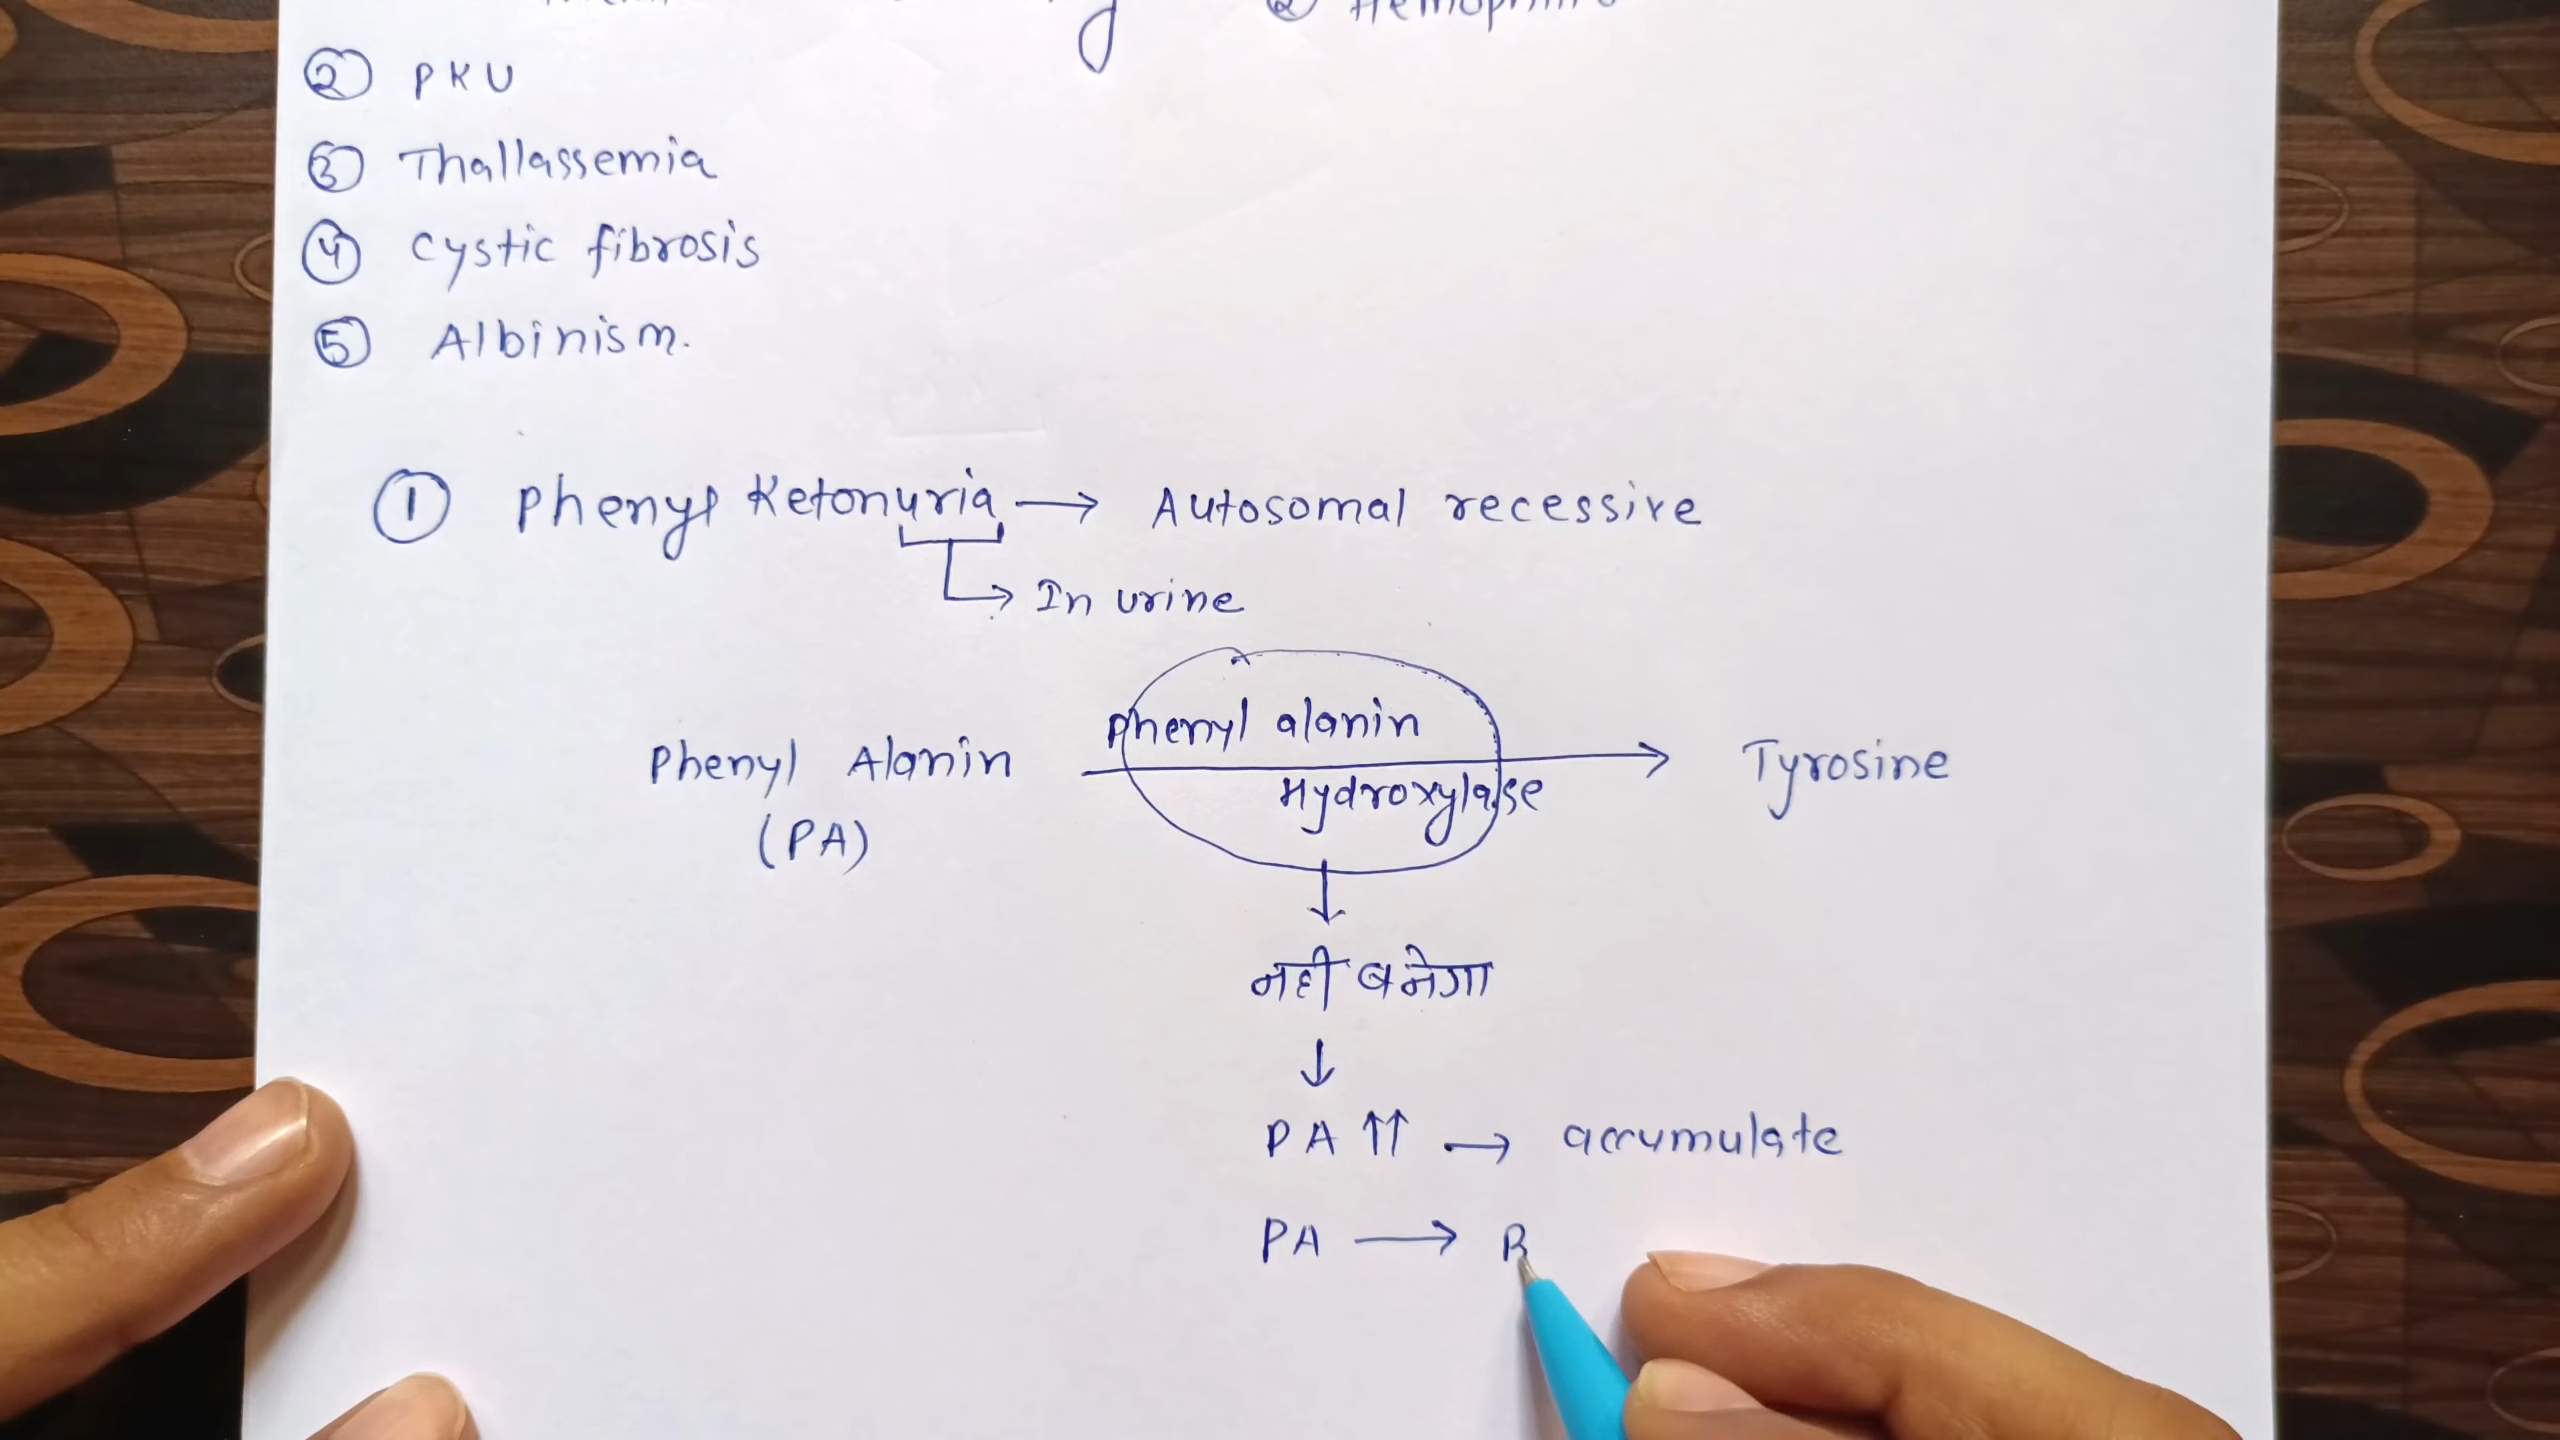 ② PKU
③ Thallassemia
④ Cystic fibrosis
⑤ Albinism.
① Phenyl Ketonuria → Autosomal recessive
→ In urine
Phenyl Alanin phenyl alanin Hydroxylase → Tyrosine
(PA)
↓
नही बनेगा
↓
PA ↑↑ → accumulate
PA →